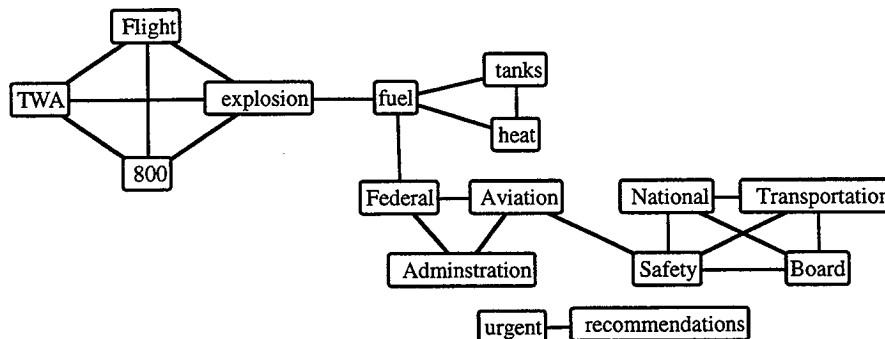 Flight
tanks
TWA explosion fuel
heat
800
Federal Aviation National Transportation
Adminstration Safety Board
urgent recommendations